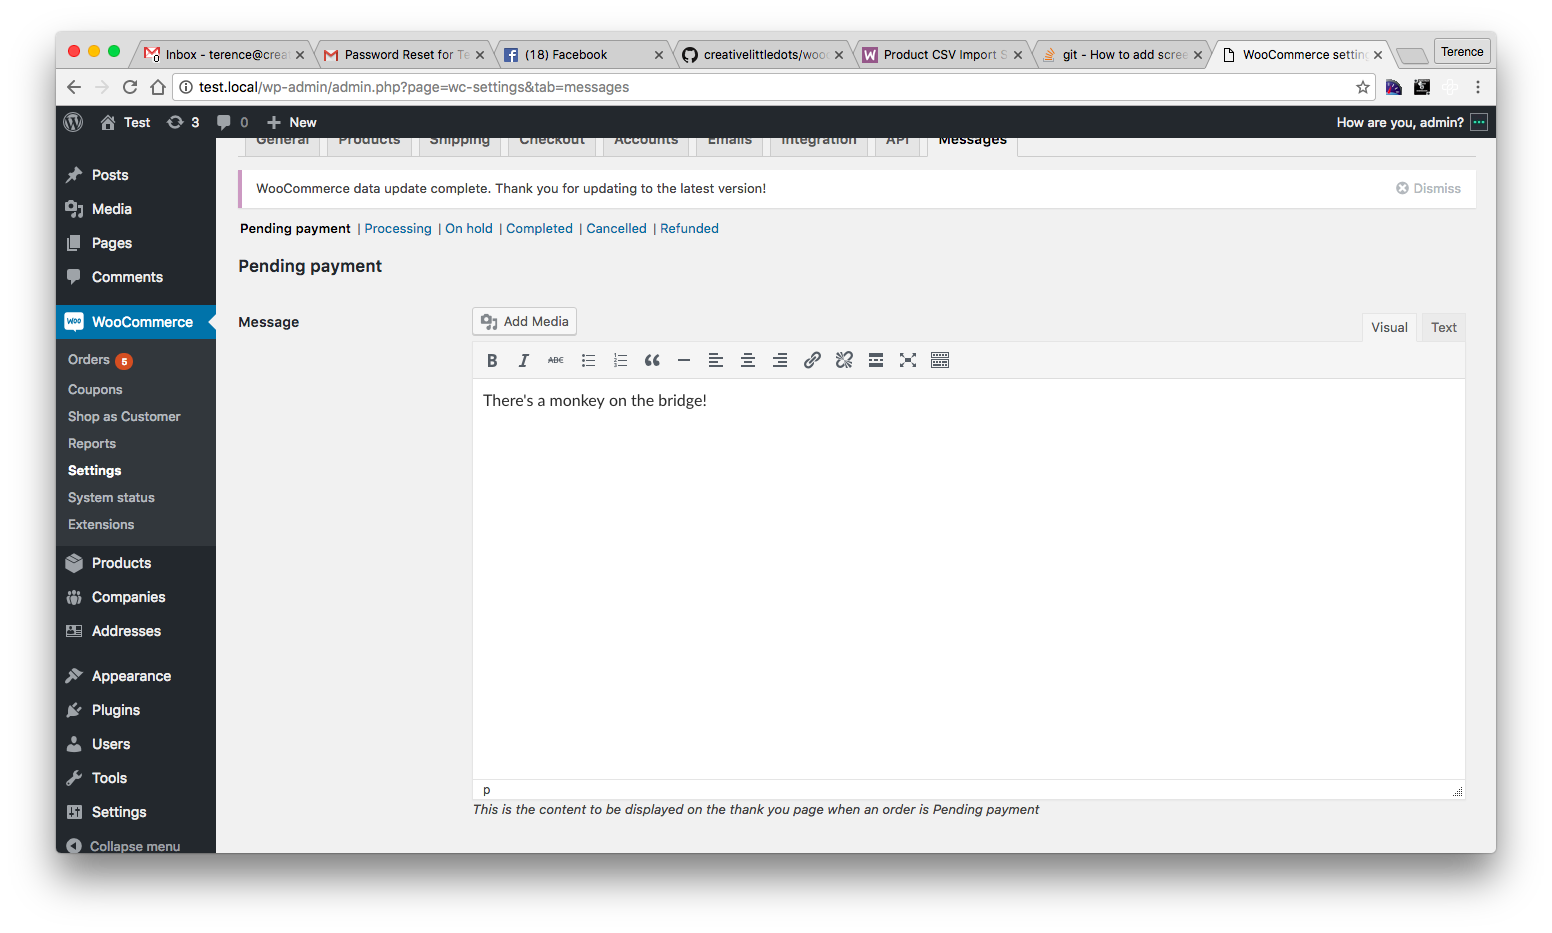 Inbox - terence@creat
Password Reset for Te
(18) Facebook
creativelittledots/woo
Product CSV Import S
git - How to add scree
WooCommerce setting
Terence
test.local/wp-admin/admin.php?page=wc-settings&tab=messages
Test 3 0 New
How are you, admin?
General Products Shipping Checkout Accounts Emails Integration API Messages
WooCommerce data update complete. Thank you for updating to the latest version!
Dismiss
Pending payment | Processing | On hold | Completed | Cancelled | Refunded
Pending payment
Message
Add Media
Visual Text
B I ABC
There's a monkey on the bridge!
p
This is the content to be displayed on the thank you page when an order is Pending payment
Posts
Media
Pages
Comments
WooCommerce
Orders 5
Coupons
Shop as Customer
Reports
Settings
System status
Extensions
Products
Companies
Addresses
Appearance
Plugins
Users
Tools
Settings
Collapse menu